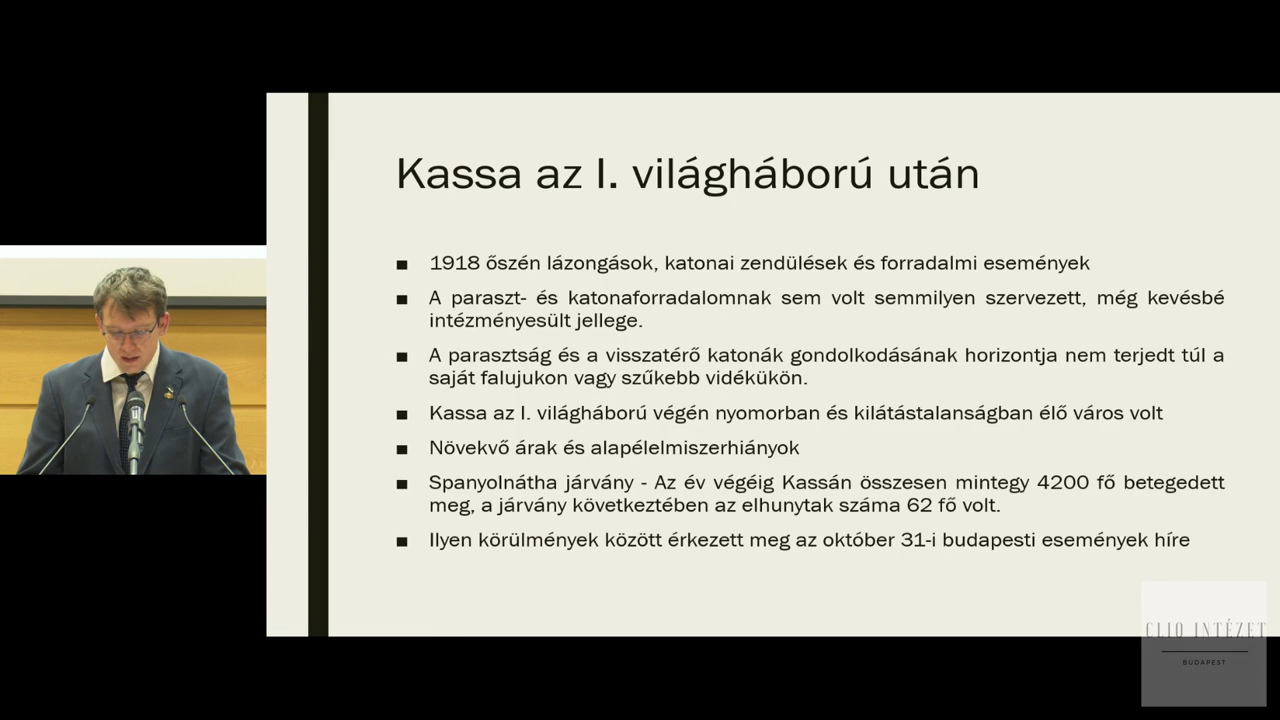 Kassa az I. világháború után
■ 1918 őszén lázongások, katonai zendülések és forradalmi események
■ A paraszt- és katonaforradalomnak sem volt semmilyen szervezett, még kevésbé
intézményesült jellege.
■ A parasztság és a visszatérő katonák gondolkodásának horizontja nem terjedt túl a
saját falujukon vagy szűkebb vidékükön.
■ Kassa az I. világháború végén nyomorban és kilátástalanságban élő város volt
■ Növekvő árak és alapélelmiszerhiányok
■ Spanyolnátha járvány - Az év végéig Kassán összesen mintegy 4200 fő betegedett
meg, a járvány következtében az elhunytak száma 62 fő volt.
■ Ilyen körülmények között érkezett meg az október 31-i budapesti események híre
CLIO INTÉZET
BUDAPEST